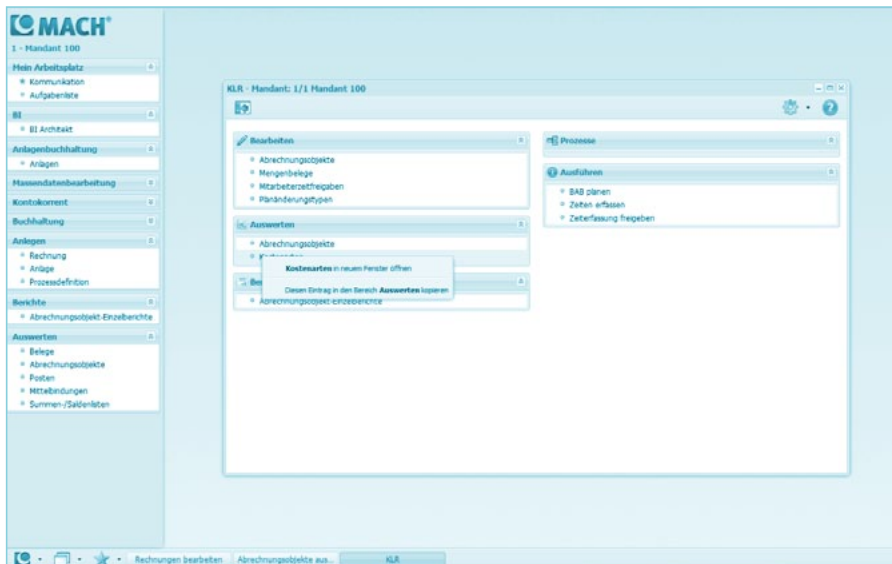 MACH®
1 - Mandant 100
Mein Arbeitsplatz
Kommunikation
Aufgabenliste
BI
BI Architekt
Anlagenbuchhaltung
Anlagen
Massendatenbearbeitung
Kontokorrent
Buchhaltung
Anlegen
Rechnung
Anlage
Prozessdefinition
Berichte
Abrechnungsobjekt-Einzelberichte
Auswerten
Belege
Abrechnungsobjekte
Posten
Mittelbindungen
Summen-/Saldenlisten
KLR - Mandant: 1/1 Mandant 100
Bearbeiten
Abrechnungsobjekte
Mengenbelege
Mitarbeiterzeitfreigaben
Planänderungstypen
Auswerten
Abrechnungsobjekte
Kostenarten in neuem Fenster öffnen
Diesen Eintrag in den Bereich Auswerten kopieren
Abrechnungsobjekt-Einzelberichte
Prozesse
Ausführen
BAB planen
Zeiten erfassen
Zeiterfassung freigeben
Rechnungen bearbeiten
Abrechnungsobjekte aus...
KLR